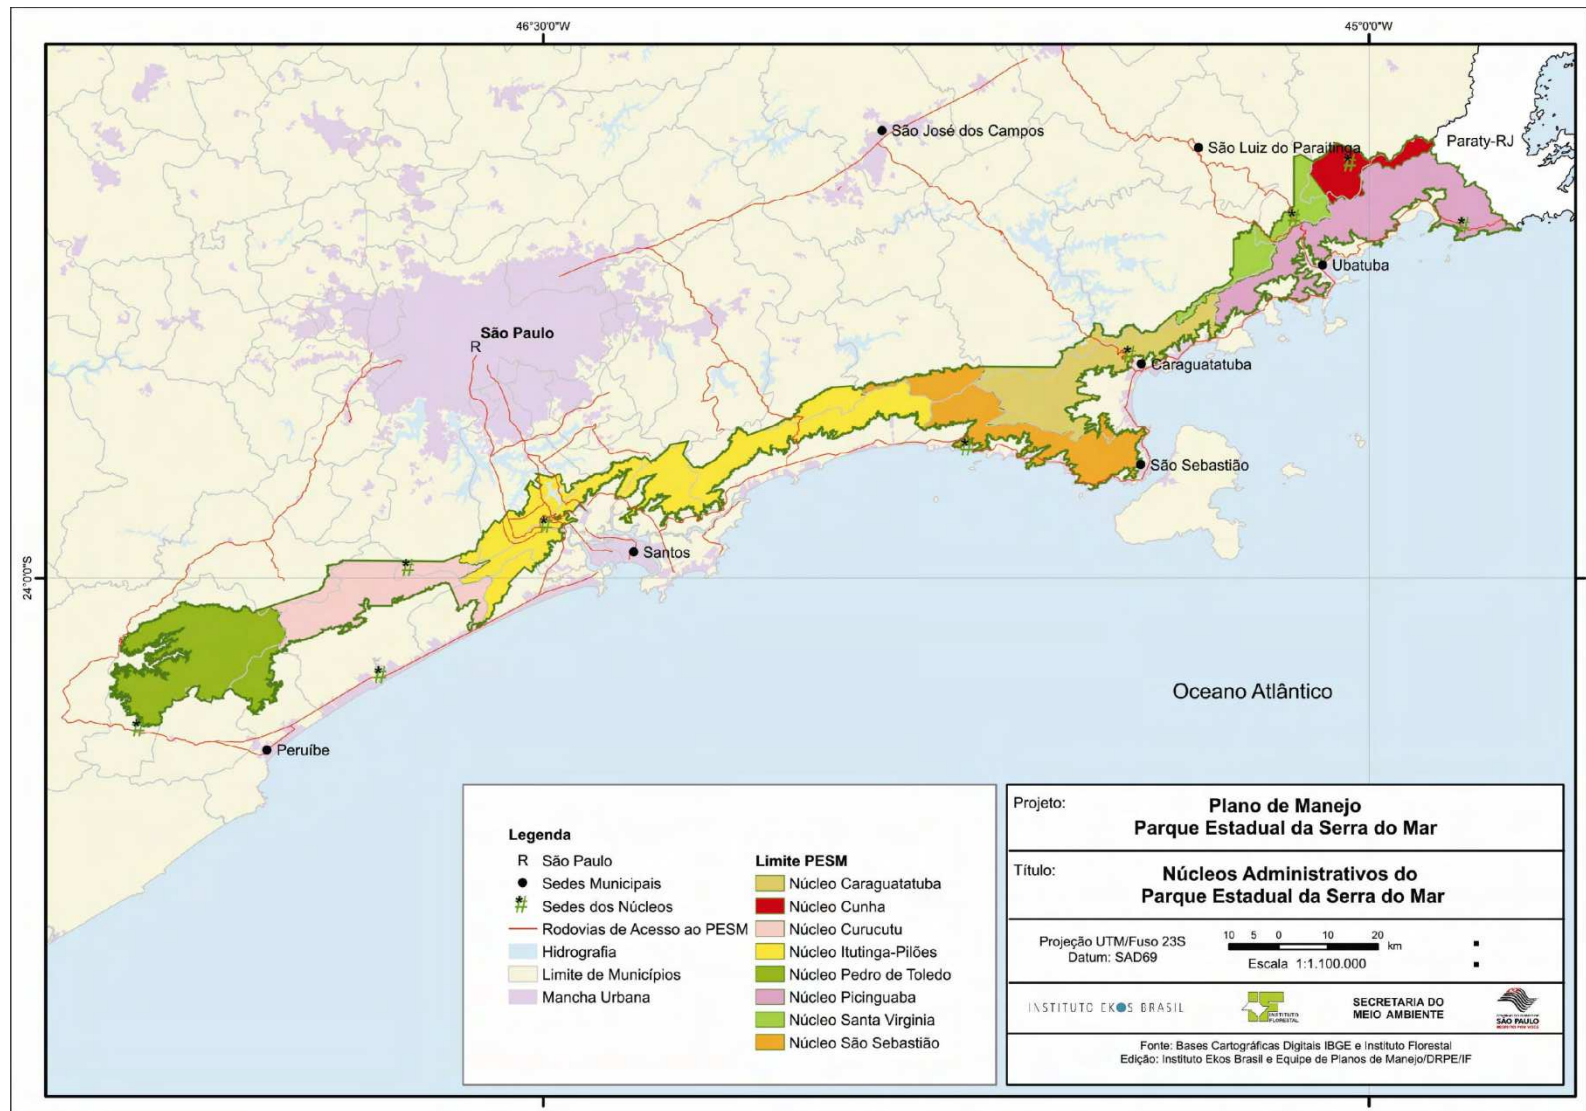 46°30'0"W
45°0'0"W
São José dos Campos
São Luiz do Paraitinga
Paraty-RJ
Ubatuba
São Paulo
R
Caraguatatuba
São Sebastião
Santos
24°0'0"S
Oceano Atlântico
Peruíbe
Legenda
R São Paulo
Sedes Municipais
Sedes dos Núcleos
Rodovias de Acesso ao PESM
Hidrografia
Limite de Municípios
Mancha Urbana
Limite PESM
Núcleo Caraguatatuba
Núcleo Cunha
Núcleo Curucutu
Núcleo Itutinga-Pilões
Núcleo Pedro de Toledo
Núcleo Picinguaba
Núcleo Santa Virginia
Núcleo São Sebastião
Projeto:
Plano de Manejo
Parque Estadual da Serra do Mar
Título:
Núcleos Administrativos do
Parque Estadual da Serra do Mar
Projeção UTM/Fuso 23S
Datum: SAD69
10 5 0 10 20
km
Escala 1:1.100.000
INSTITUTO EKOS BRASIL
INSTITUTO
FLORESTAL
SECRETARIA DO
MEIO AMBIENTE
SÃO PAULO
Fonte: Bases Cartográficas Digitais IBGE e Instituto Florestal
Edição: Instituto Ekos Brasil e Equipe de Planos de Manejo/DRPE/IF